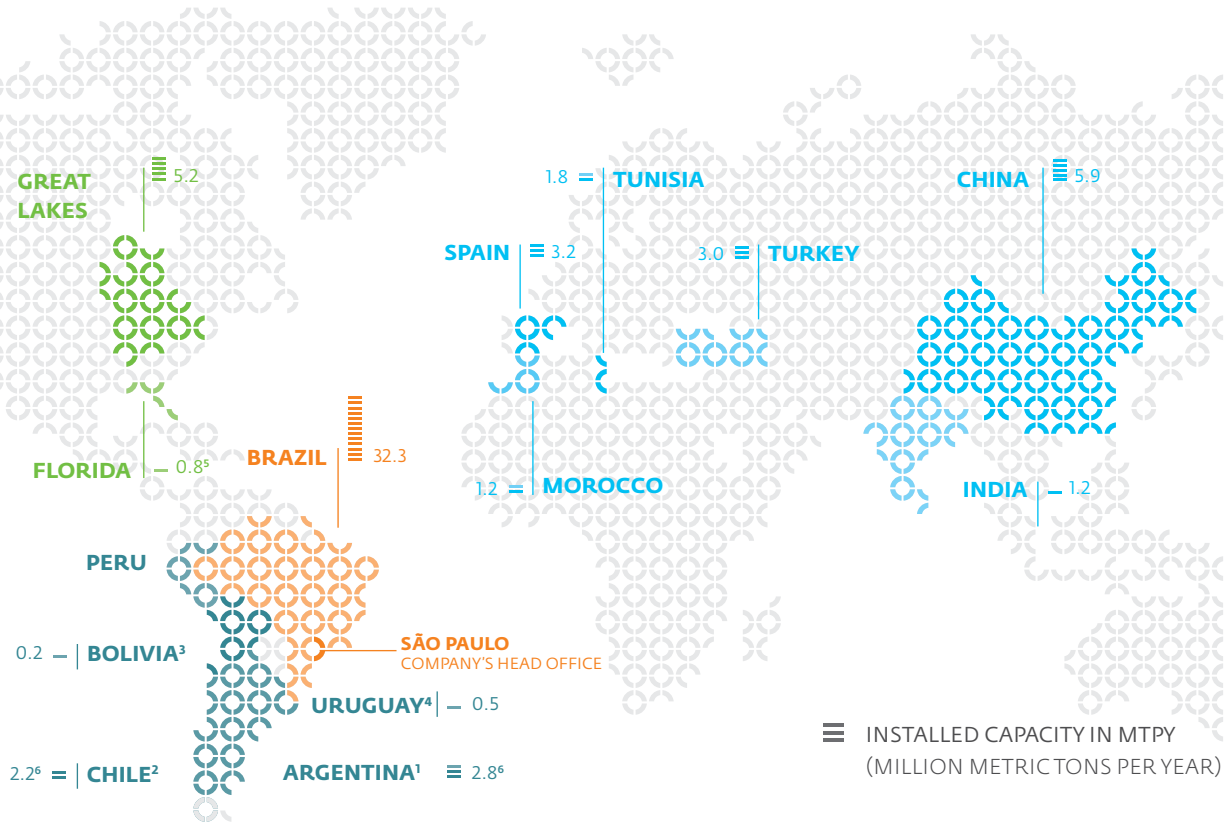 GREAT
LAKES
5.2
1.8
TUNISIA
CHINA
5.9
SPAIN
3.2
3.0
TURKEY
FLORIDA
0.8⁵
BRAZIL
32.3
1.2
MOROCCO
INDIA
1.2
PERU
0.2
BOLIVIA³
SÃO PAULO
COMPANY'S HEAD OFFICE
URUGUAY⁴
0.5
2.2⁶
CHILE²
ARGENTINA¹
2.8⁶
INSTALLED CAPACITY IN MTPY
(MILLION METRIC TONS PER YEAR)